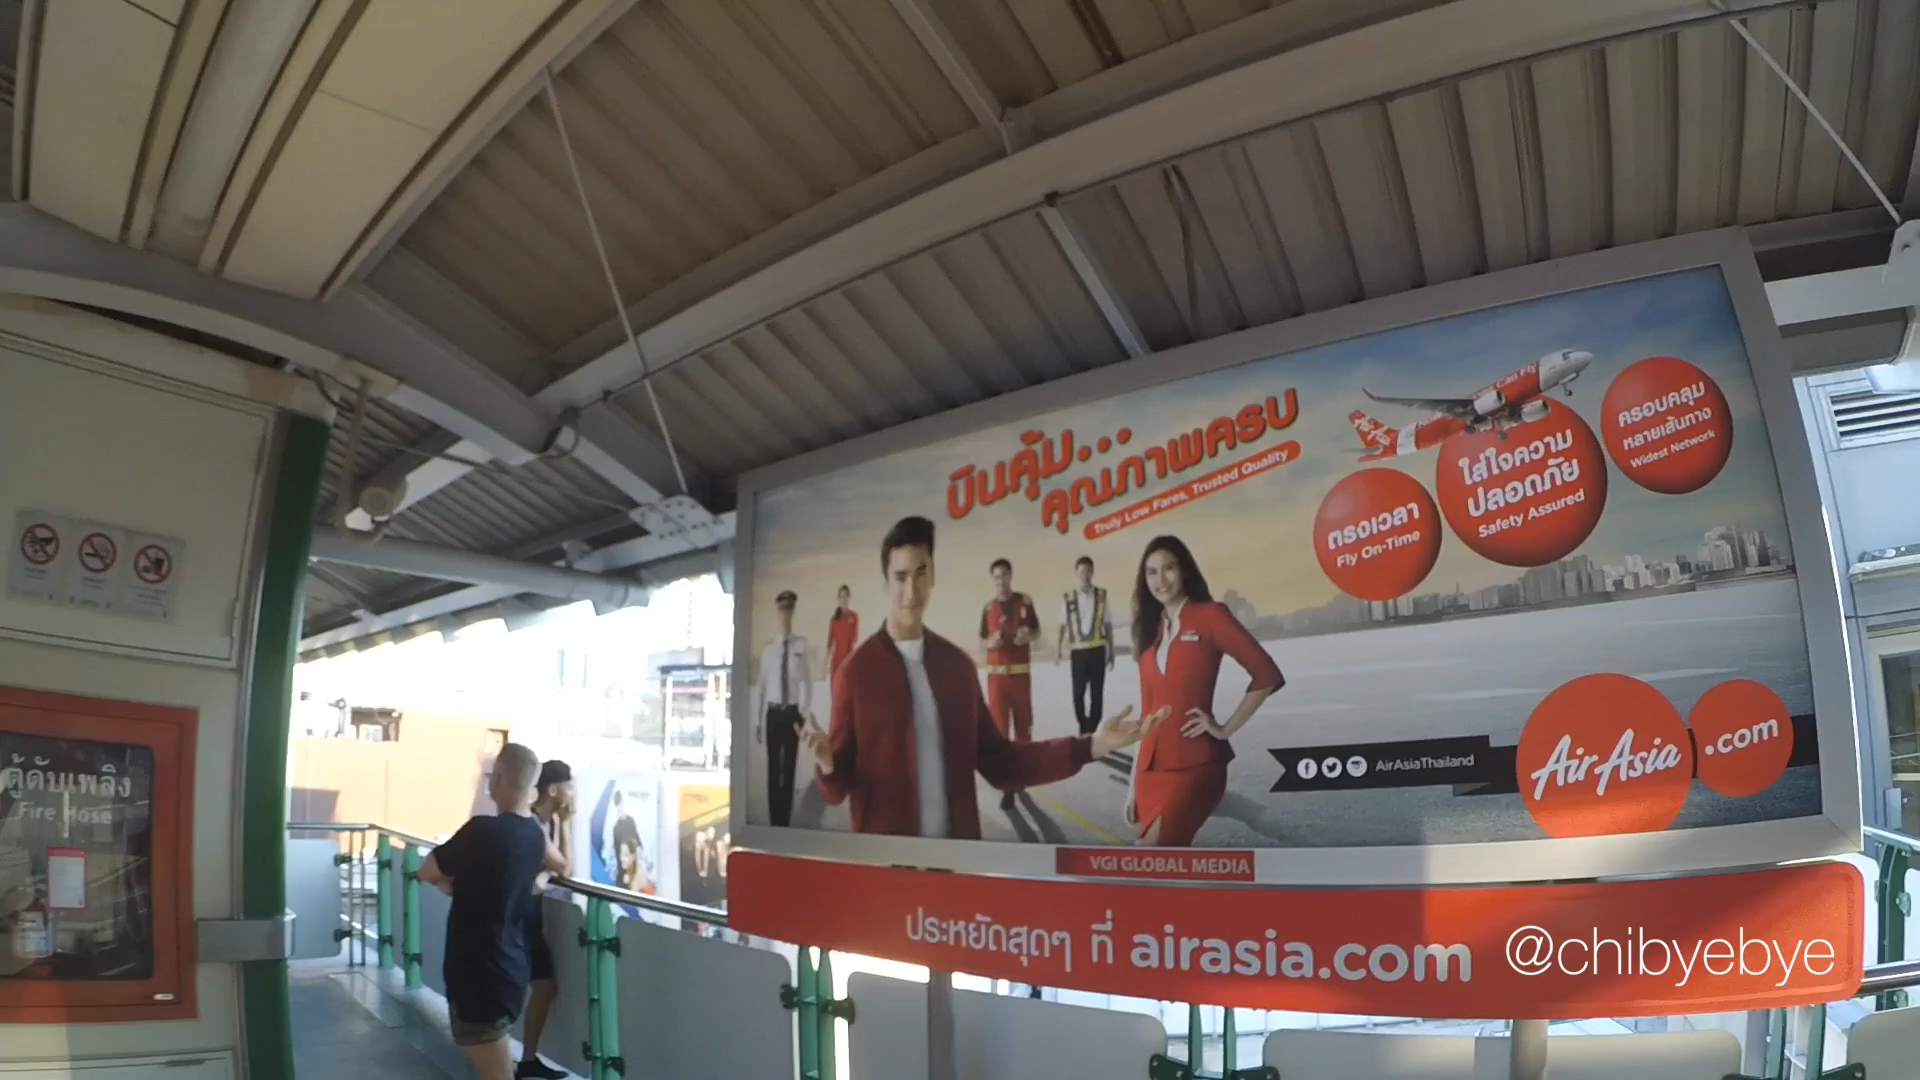 บินคุ้ม...
คุณภาพครบ
Truly Low Fares, Trusted Quality
ตรงเวลา
Fly On-Time
ใส่ใจความ
ปลอดภัย
Safety Assured
ครอบคลุม
หลายเส้นทาง
Widest Network
AirAsia
AirAsiaThailand
AirAsia .com
VGI GLOBAL MEDIA
ประหยัดสุดๆ ที่ airasia.com
@chibyebye
ตู้ดับเพลิง
Fire Hose